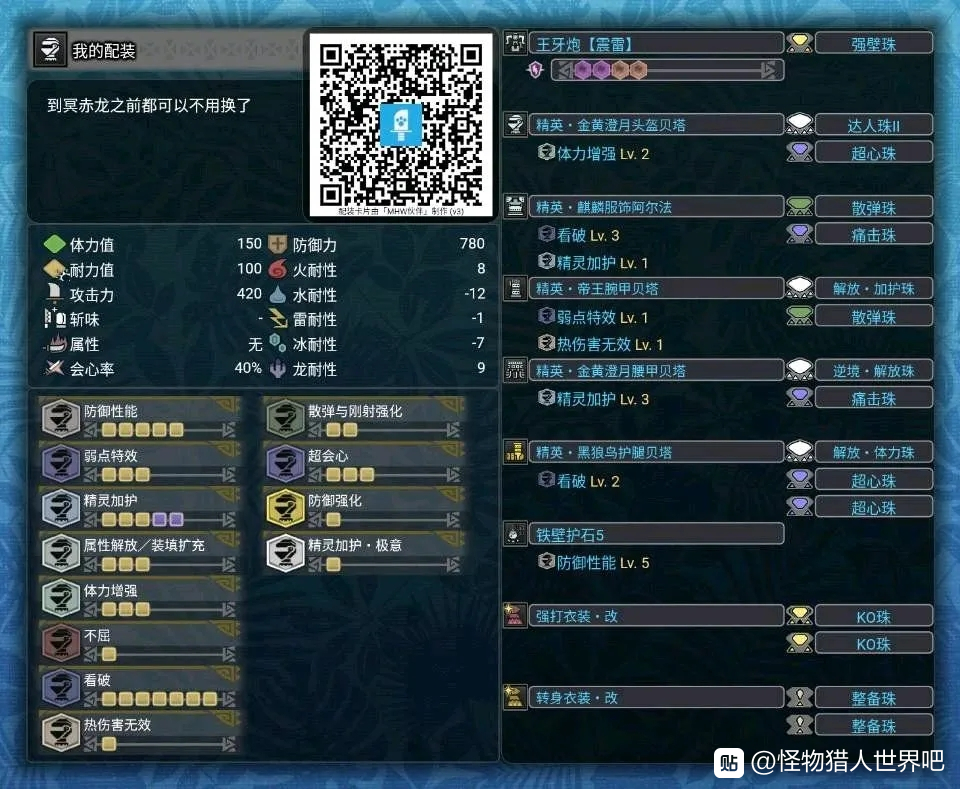 我的配装
到冥赤龙之前都可以不用换了
配装卡片由「MHW伙伴」制作 (v3)
体力值 150 防御力 780
耐力值 100 火耐性 8
攻击力 420 水耐性 -12
斩味 - 雷耐性 -1
属性 无 冰耐性 -7
会心率 40% 龙耐性 9
防御性能
弱点特效
精灵加护
属性解放／装填扩充
体力增强
不屈
看破
热伤害无效
散弹与刚射强化
超会心
防御强化
精灵加护・极意
王牙炮【震雷】 强壁珠
精英・金黄澄月头盔贝塔 达人珠II
体力增强 Lv. 2 超心珠
精英・麒麟服饰阿尔法 散弹珠
看破 Lv. 3 痛击珠
精灵加护 Lv. 1
精英・帝王腕甲贝塔 解放・加护珠
弱点特效 Lv. 1 散弹珠
热伤害无效 Lv. 1
精英・金黄澄月腰甲贝塔 逆境・解放珠
精灵加护 Lv. 3 痛击珠
精英・黑狼鸟护腿贝塔 解放・体力珠
看破 Lv. 2 超心珠
超心珠
铁壁护石5
防御性能 Lv. 5
强打衣装・改 KO珠
KO珠
转身衣装・改 整备珠
整备珠
贴 @怪物猎人世界吧